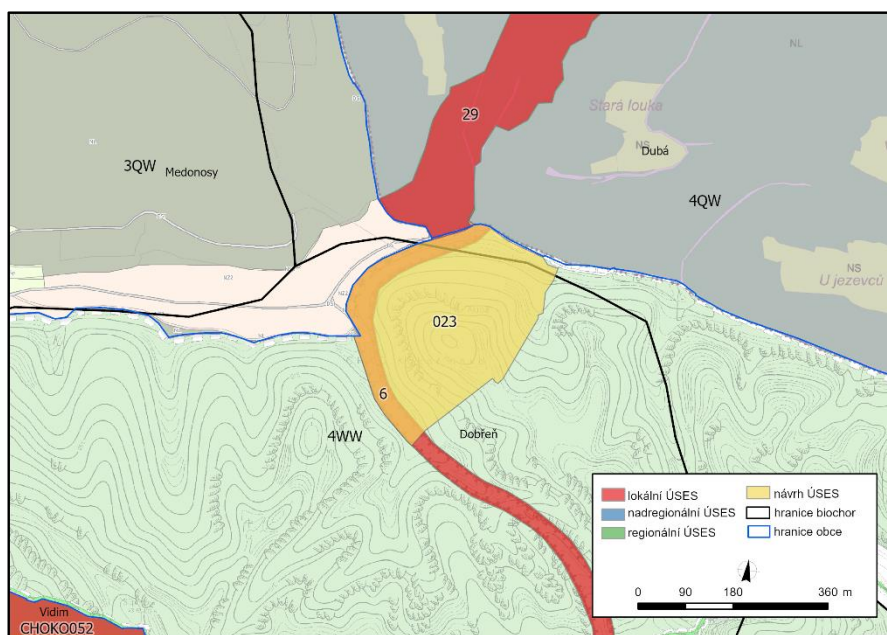 29
NL
Stará louka
NS
Dubá
3QW
Medonosy
4QW
NS
U jezevců
023
6
4WW
Dobřeň
lokální ÚSES
návrh ÚSES
nadregionální ÚSES
hranice biochor
regionální ÚSES
hranice obce
0 90 180 360 m
Vidim
CHOKO052